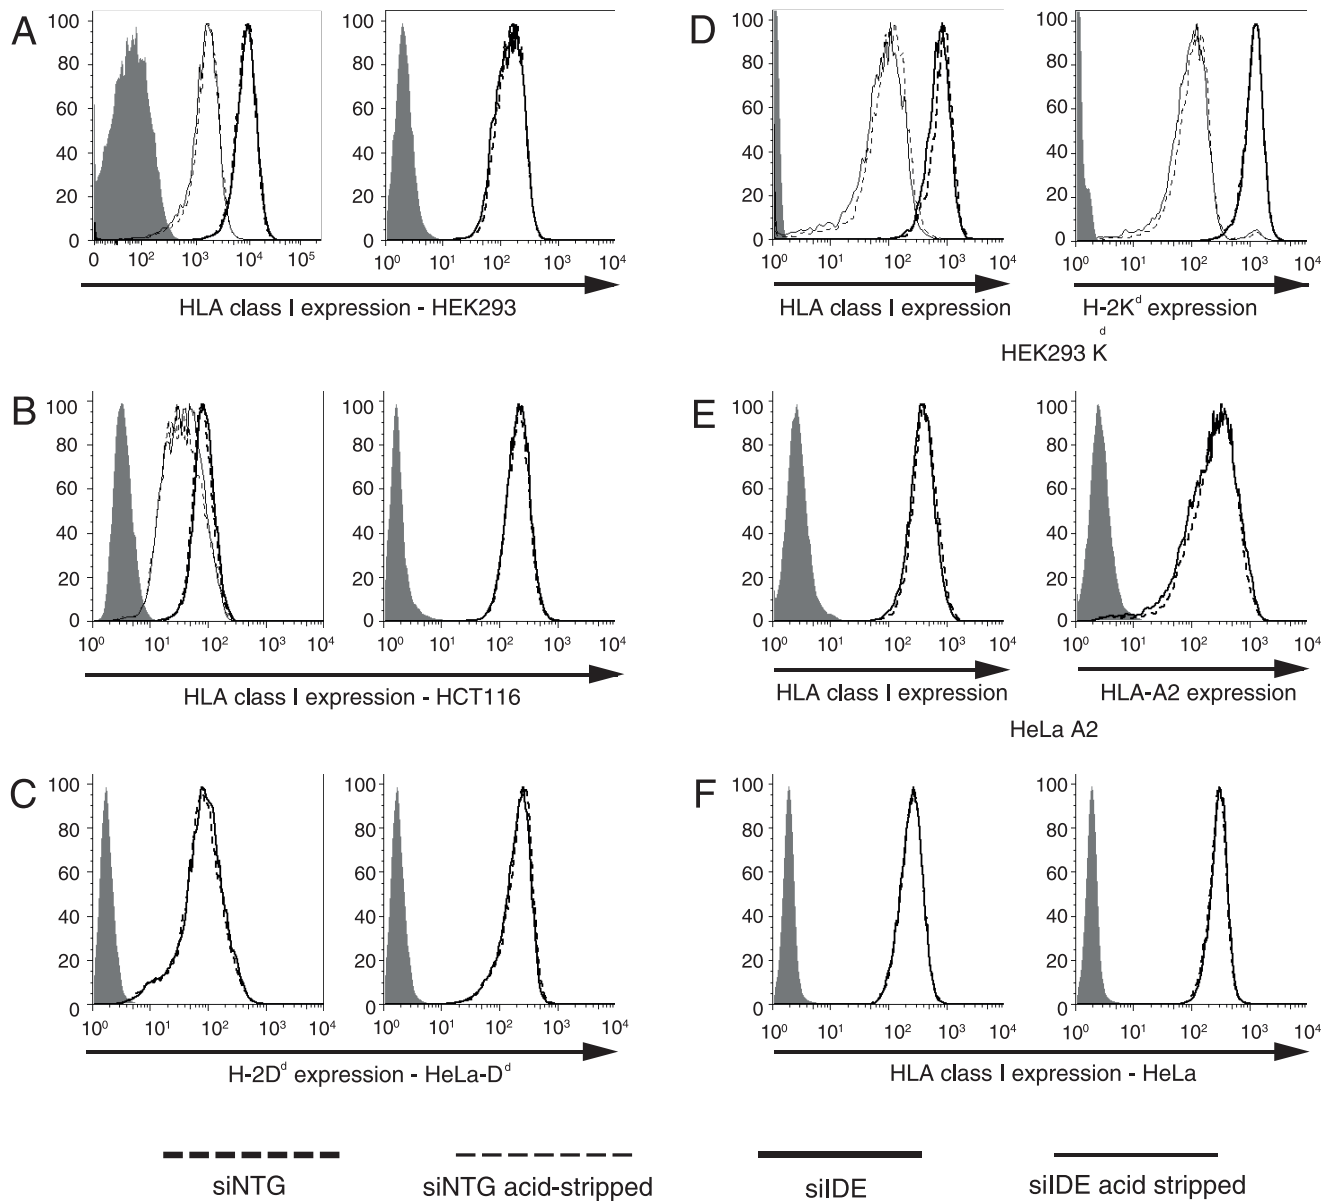 A
100
80
60
40
20
0
0 10² 10³ 10⁴ 10⁵
100
80
60
40
20
0
10⁰ 10¹ 10² 10³ 10⁴
HLA class I expression - HEK293
D
100
80
60
40
20
0
10⁰ 10¹ 10² 10³ 10⁴
100
80
60
40
20
0
10⁰ 10¹ 10² 10³ 10⁴
HLA class I expression
H-2Kᵈ expression
HEK293 Kᵈ
B
100
80
60
40
20
0
10⁰ 10¹ 10² 10³ 10⁴
100
80
60
40
20
0
10⁰ 10¹ 10² 10³ 10⁴
HLA class I expression - HCT116
E
100
80
60
40
20
0
10⁰ 10¹ 10² 10³ 10⁴
100
80
60
40
20
0
10⁰ 10¹ 10² 10³ 10⁴
HLA class I expression
HLA-A2 expression
HeLa A2
C
100
80
60
40
20
0
10⁰ 10¹ 10² 10³ 10⁴
100
80
60
40
20
0
10⁰ 10¹ 10² 10³ 10⁴
H-2Dᵈ expression - HeLa-Dᵈ
F
100
80
60
40
20
0
10⁰ 10¹ 10² 10³ 10⁴
100
80
60
40
20
0
10⁰ 10¹ 10² 10³ 10⁴
HLA class I expression - HeLa
siNTG
siNTG acid-stripped
siIDE
siIDE acid stripped